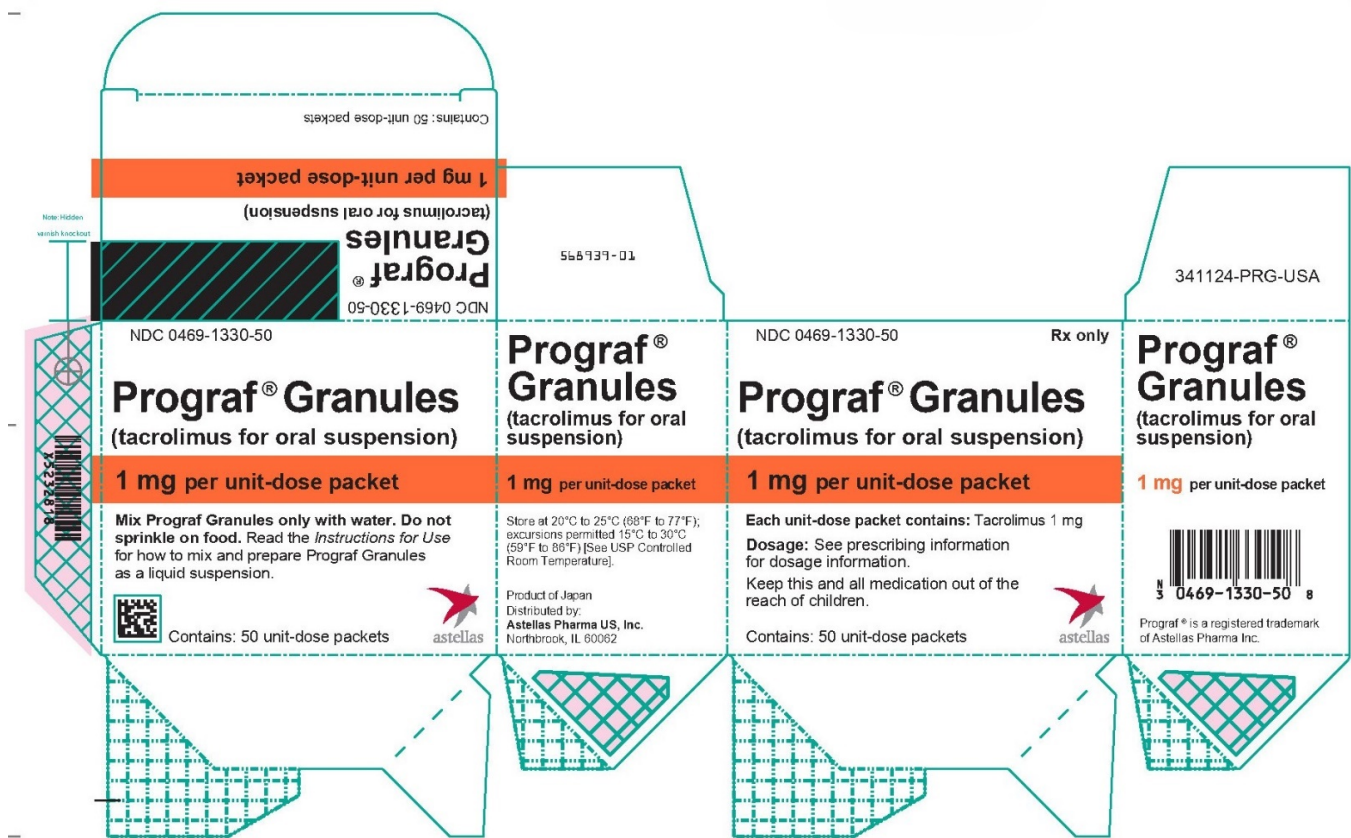 Contains: 50 unit-dose packets
1 mg per unit-dose packet
(tacrolimus for oral suspension)
Prograf®
Granules
NDC 0469-1330-50
Note: Hidden
varnish knockout
568939-01
341124-PRG-USA
X5232818
NDC 0469-1330-50
Prograf® Granules
(tacrolimus for oral suspension)
1 mg per unit-dose packet
Mix Prograf Granules only with water. Do not
sprinkle on food. Read the Instructions for Use
for how to mix and prepare Prograf Granules
as a liquid suspension.
Contains: 50 unit-dose packets
astellas
Prograf®
Granules
(tacrolimus for oral
suspension)
1 mg per unit-dose packet
Store at 20°C to 25°C (68°F to 77°F);
excursions permitted 15°C to 30°C
(59°F to 86°F) [See USP Controlled
Room Temperature].
Product of Japan
Distributed by:
Astellas Pharma US, Inc.
Northbrook, IL 60062
NDC 0469-1330-50 Rx only
Prograf® Granules
(tacrolimus for oral suspension)
1 mg per unit-dose packet
Each unit-dose packet contains: Tacrolimus 1 mg
Dosage: See prescribing information
for dosage information.
Keep this and all medication out of the
reach of children.
Contains: 50 unit-dose packets
astellas
Prograf®
Granules
(tacrolimus for oral
suspension)
1 mg per unit-dose packet
N
3 0469-1330-50 8
Prograf® is a registered trademark
of Astellas Pharma Inc.